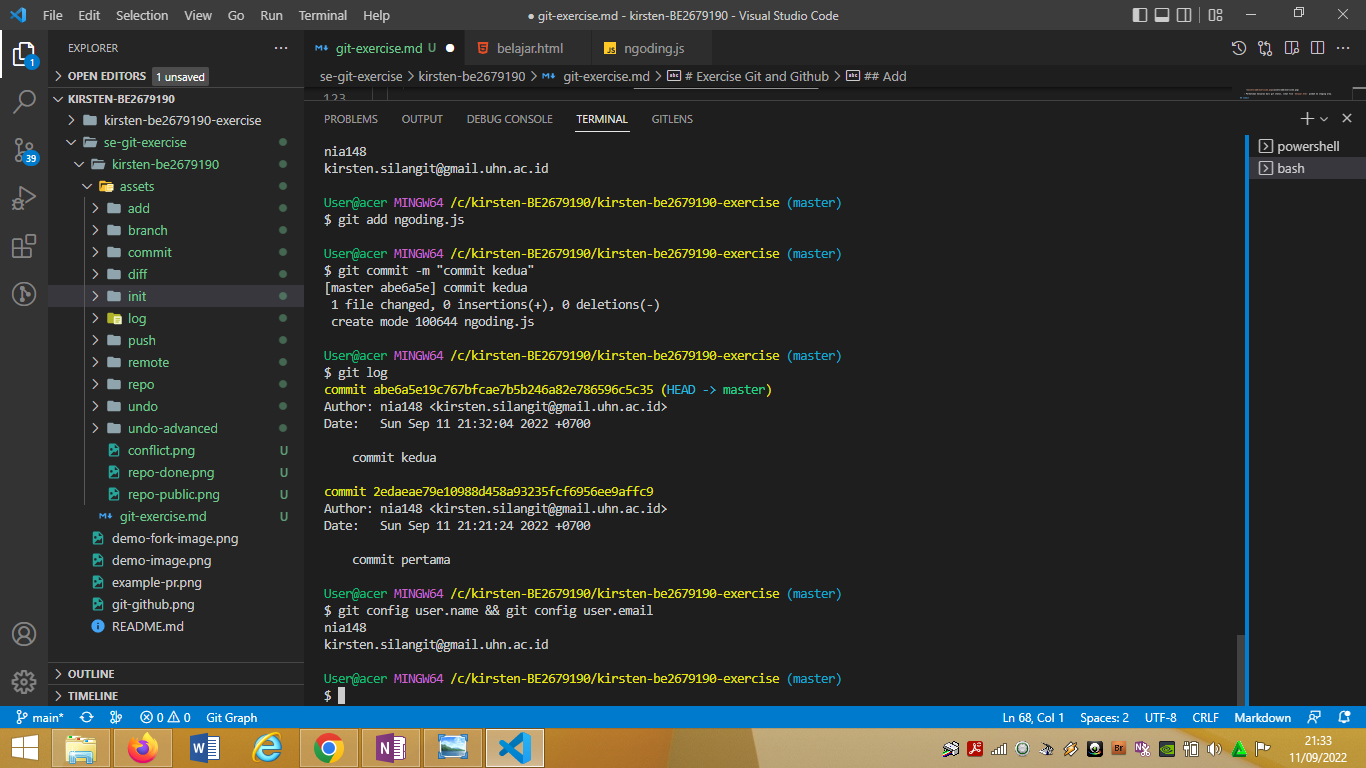 File Edit Selection View Go Run Terminal Help
● git-exercise.md - kirsten-BE2679190 - Visual Studio Code
EXPLORER
OPEN EDITORS 1 unsaved
KIRSTEN-BE2679190
kirsten-be2679190-exercise
se-git-exercise
kirsten-be2679190
assets
add
branch
commit
diff
init
log
push
remote
repo
undo
undo-advanced
conflict.png U
repo-done.png U
repo-public.png U
git-exercise.md U
demo-fork-image.png
demo-image.png
example-pr.png
git-github.png
README.md
OUTLINE
TIMELINE
1
39
git-exercise.md U ●
belajar.html
JS ngoding.js
se-git-exercise > kirsten-be2679190 > git-exercise.md > # Exercise Git and Github > ## Add
123
PROBLEMS OUTPUT DEBUG CONSOLE TERMINAL GITLENS
nia148
kirsten.silangit@gmail.uhn.ac.id
User@acer MINGW64 /c/kirsten-BE2679190/kirsten-be2679190-exercise (master)
$ git add ngoding.js
User@acer MINGW64 /c/kirsten-BE2679190/kirsten-be2679190-exercise (master)
$ git commit -m "commit kedua"
[master abe6a5e] commit kedua
1 file changed, 0 insertions(+), 0 deletions(-)
create mode 100644 ngoding.js
User@acer MINGW64 /c/kirsten-BE2679190/kirsten-be2679190-exercise (master)
$ git log
commit abe6a5e19c767bfcae7b5b246a82e786596c5c35 (HEAD -> master)
Author: nia148 <kirsten.silangit@gmail.uhn.ac.id>
Date:   Sun Sep 11 21:32:04 2022 +0700
commit kedua
commit 2edaeae79e10988d458a93235fcf6956ee9affc9
Author: nia148 <kirsten.silangit@gmail.uhn.ac.id>
Date:   Sun Sep 11 21:21:24 2022 +0700
commit pertama
User@acer MINGW64 /c/kirsten-BE2679190/kirsten-be2679190-exercise (master)
$ git config user.name && git config user.email
nia148
kirsten.silangit@gmail.uhn.ac.id
User@acer MINGW64 /c/kirsten-BE2679190/kirsten-be2679190-exercise (master)
$
powershell
bash
main* 0 0 Git Graph
Ln 68, Col 1 Spaces: 2 UTF-8 CRLF Markdown
21:33
11/09/2022